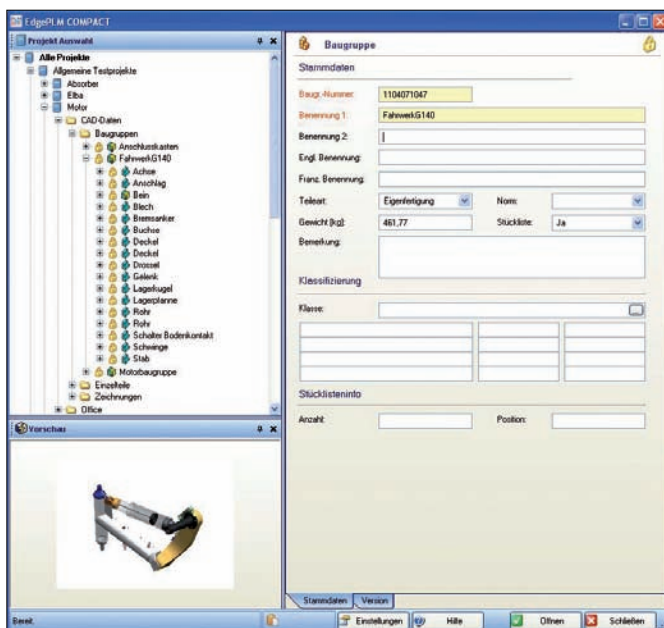 EdgePLM COMPACT
Projekt Auswahl
Alle Projekte
Allgemeine Testprojekte
Absorber
Elba
Motor
CAD-Daten
Baugruppen
Anschlusskasten
FahrwerkG140
Achse
Anschlag
Bein
Blech
Bremsanker
Buchse
Deckel
Deckel
Drossel
Gelenk
Lagerkugel
Lagerpfanne
Rohr
Rohr
Schalter Bodenkontakt
Schwinge
Stab
Motorbaugruppe
Einzelteile
Zeichnungen
Office
Vorschau
Baugruppe
Stammdaten
Baugr.-Nummer: 1104071047
Benennung 1: FahrwerkG140
Benennung 2:
Engl. Benennung:
Franz. Benennung:
Teileart: Eigenfertigung Norm:
Gewicht [kg]: 461,77 Stückliste: Ja
Bemerkung:
Klassifizierung
Klasse:
Stücklisteninfo
Anzahl: Position:
Stammdaten Version
Bereit. Einstellungen Hilfe Öffnen Schließen